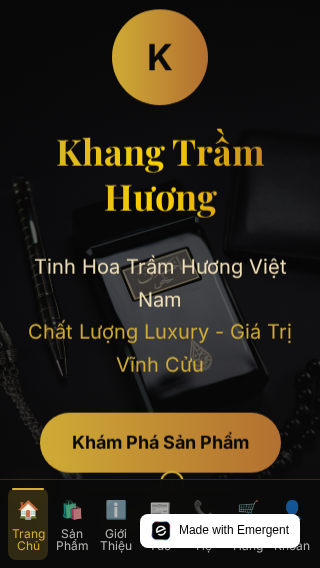 K
Khang Trầm
Hương
Tinh Hoa Trầm Hương Việt
Nam
Chất Lượng Luxury - Giá Trị
Vĩnh Cửu
Khám Phá Sản Phẩm
Trang
Chủ
Sản
Phẩm
Giới
Thiệu
Made with Emergent